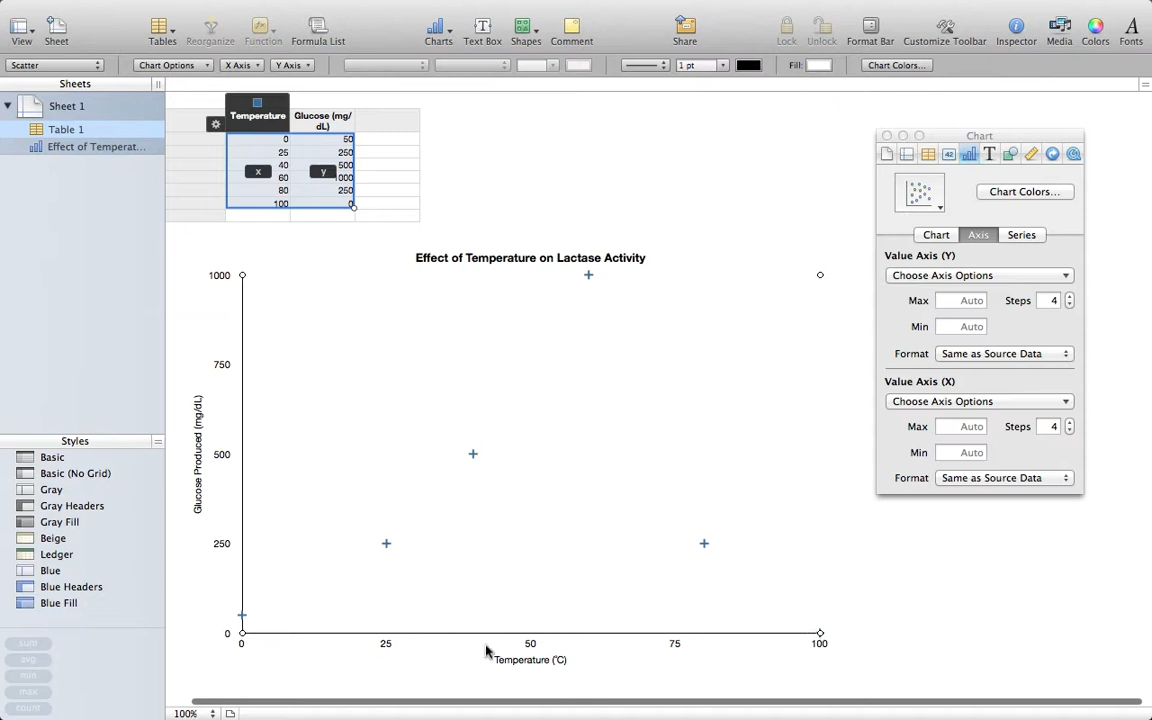 View Sheet Tables Reorganize Function Formula List Charts Text Box Shapes Comment Share Lock Unlock Format Bar Customize Toolbar Inspector Media Colors Fonts
Scatter Chart Options X Axis Y Axis 1 pt Fill: Chart Colors...
Sheets
Sheet 1
Table 1
Effect of Temperat...
Temperature Glucose (mg/
dL)
0 50
25 250
40 500
x y
60 000
80 250
100 0
Effect of Temperature on Lactase Activity
1000
750
500
250
0
Glucose Produced (mg/dL)
0 25 50 75 100
Temperature (˚C)
Styles
Basic
Basic (No Grid)
Gray
Gray Headers
Gray Fill
Beige
Ledger
Blue
Blue Headers
Blue Fill
sum
avg
min
max
count
100%
Chart
42 T
Chart Colors...
Chart Axis Series
Value Axis (Y)
Choose Axis Options
Max Auto Steps 4
Min Auto
Format Same as Source Data
Value Axis (X)
Choose Axis Options
Max Auto Steps 4
Min Auto
Format Same as Source Data